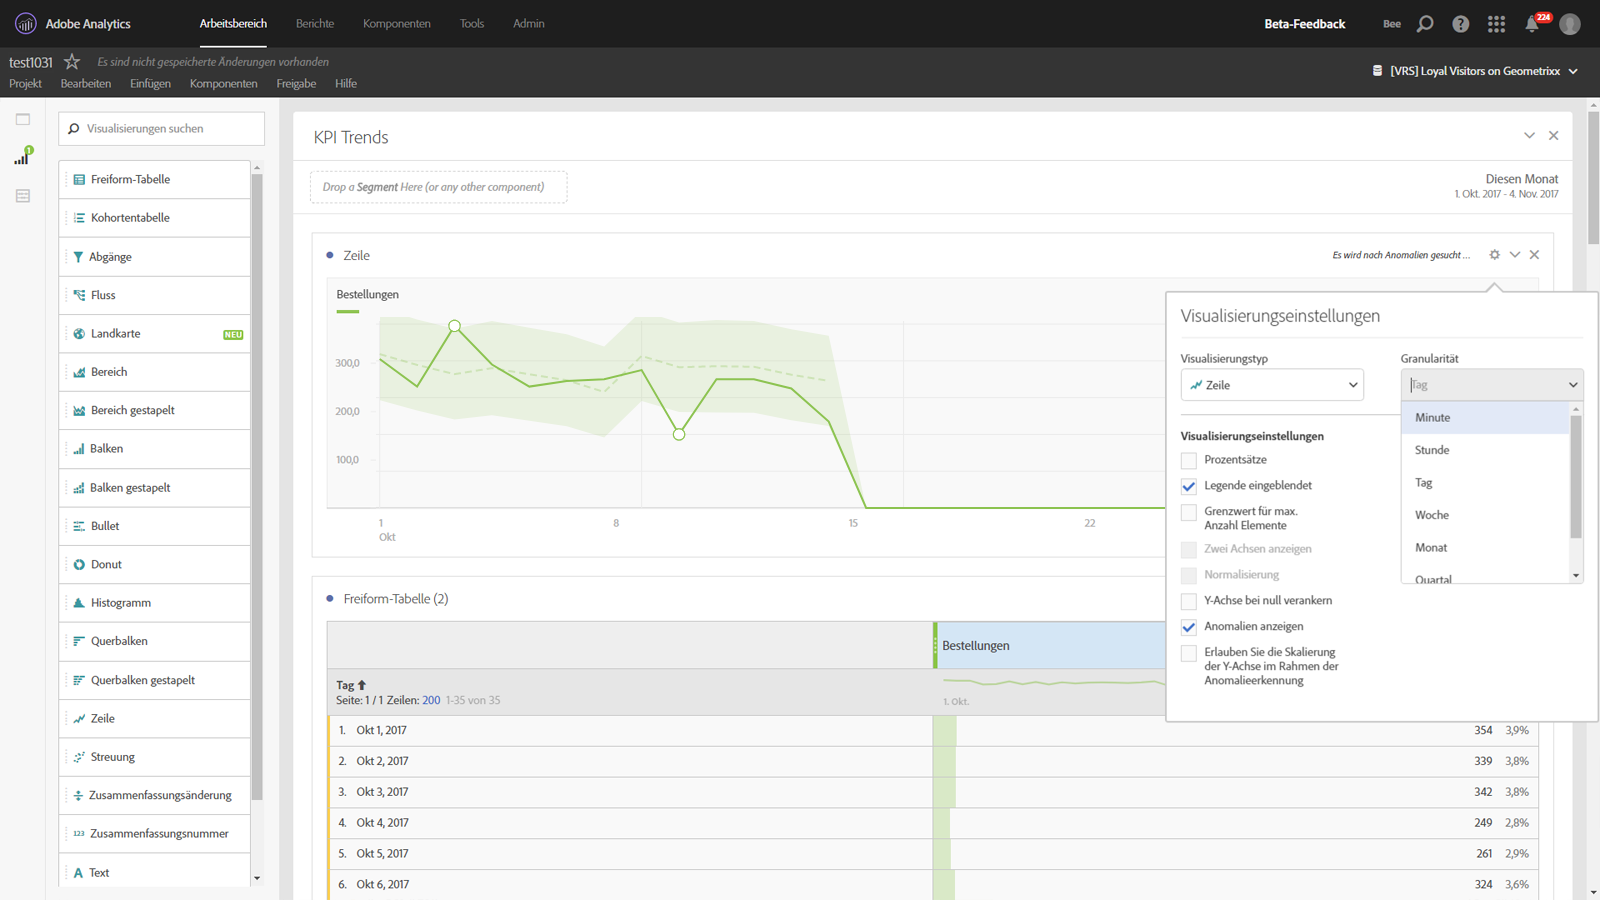 Adobe Analytics
Arbeitsbereich
Berichte
Komponenten
Tools
Admin
Beta-Feedback
Bee
224
test1031
Es sind nicht gespeicherte Änderungen vorhanden
Projekt
Bearbeiten
Einfügen
Komponenten
Freigabe
Hilfe
[VRS] Loyal Visitors on Geometrixx
1
Visualisierungen suchen
Freiform-Tabelle
Kohortentabelle
Abgänge
Fluss
Landkarte
NEU
Bereich
Bereich gestapelt
Balken
Balken gestapelt
Bullet
Donut
Histogramm
Querbalken
Querbalken gestapelt
Zeile
Streuung
Zusammenfassungsänderung
123 Zusammenfassungsnummer
A Text
KPI Trends
Drop a Segment Here (or any other component)
Diesen Monat
1. Okt. 2017 - 4. Nov. 2017
Zeile
Es wird nach Anomalien gesucht ...
Bestellungen
300,0
200,0
100,0
1
8
15
22
Okt
Visualisierungseinstellungen
Visualisierungstyp
Granularität
Zeile
Tag
Minute
Stunde
Tag
Woche
Monat
Quartal
Visualisierungseinstellungen
Prozentsätze
Legende eingeblendet
Grenzwert für max.
Anzahl Elemente
Zwei Achsen anzeigen
Normalisierung
Y-Achse bei null verankern
Anomalien anzeigen
Erlauben Sie die Skalierung
der Y-Achse im Rahmen der
Anomalieerkennung
Freiform-Tabelle (2)
Bestellungen
Tag
Seite: 1 / 1 Zeilen: 200 1-35 von 35
1. Okt.
1. Okt 1, 2017 354 3,9%
2. Okt 2, 2017 339 3,8%
3. Okt 3, 2017 342 3,8%
4. Okt 4, 2017 249 2,8%
5. Okt 5, 2017 261 2,9%
6. Okt 6, 2017 324 3,6%